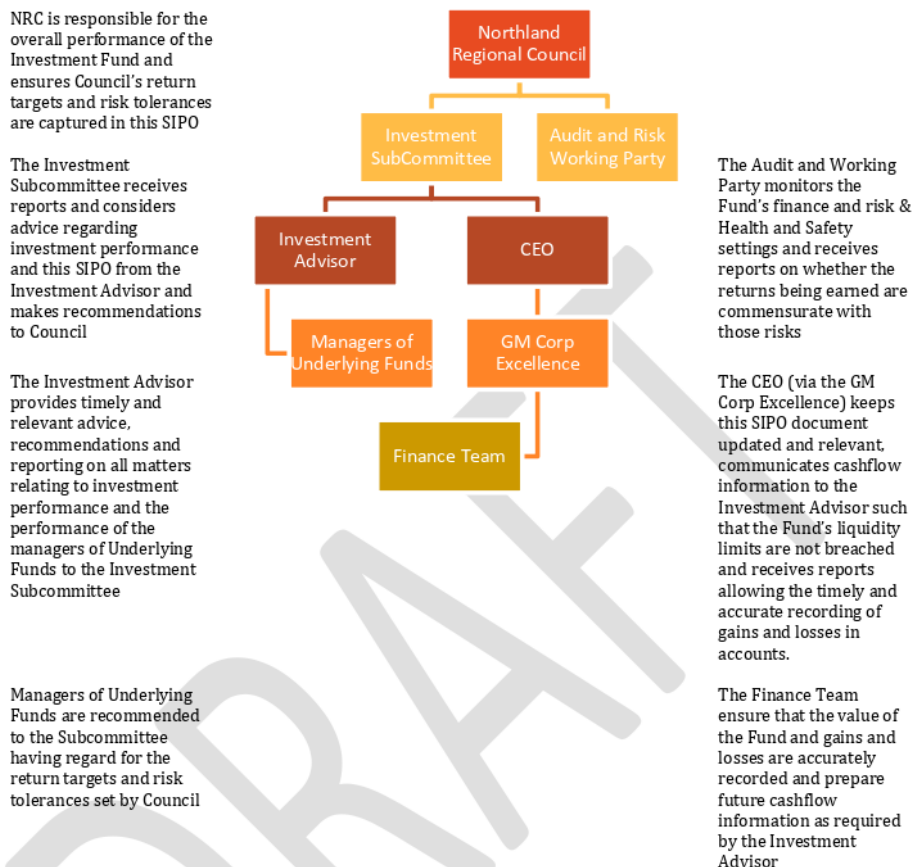 NRC is responsible for the
overall performance of the
Investment Fund and
ensures Council's return
targets and risk tolerances
are captured in this SIPO
The Investment
Subcommittee receives
reports and considers
advice regarding
investment performance
and this SIPO from the
Investment Advisor and
makes recommendations
to Council
The Investment Advisor
provides timely and
relevant advice,
recommendations and
reporting on all matters
relating to investment
performance and the
performance of the
managers of Underlying
Funds to the Investment
Subcommittee
Managers of Underlying
Funds are recommended
to the Subcommittee
having regard for the
return targets and risk
tolerances set by Council
Northland
Regional Council
Investment
SubCommittee
Audit and Risk
Working Party
Investment
Advisor
CEO
Managers of
Underlying Funds
GM Corp
Excellence
Finance Team
The Audit and Working
Party monitors the
Fund's finance and risk &
Health and Safety
settings and receives
reports on whether the
returns being earned are
commensurate with
those risks
The CEO (via the GM
Corp Excellence) keeps
this SIPO document
updated and relevant,
communicates cashflow
information to the
Investment Advisor such
that the Fund's liquidity
limits are not breached
and receives reports
allowing the timely and
accurate recording of
gains and losses in
accounts.
The Finance Team
ensure that the value of
the Fund and gains and
losses are accurately
recorded and prepare
future cashflow
information as required
by the Investment
Advisor
DRAFT